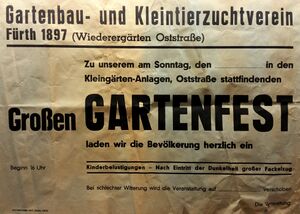 Gartenbau- und Kleintierzuchtverein
Fürth 1897 (Wiederergärten Oststraße)
Zu unserem am Sonntag, den in den
Kleingärten-Anlagen, Oststraße stattfindenden
Großen GARTENFEST
laden wir die Bevölkerung herzlich ein
Beginn 16 Uhr
Kinderbelustigungen – Nach Eintritt der Dunkelheit großer Fackelzug
Bei schlechter Witterung wird die Veranstaltung auf verschoben
Die Verwaltung